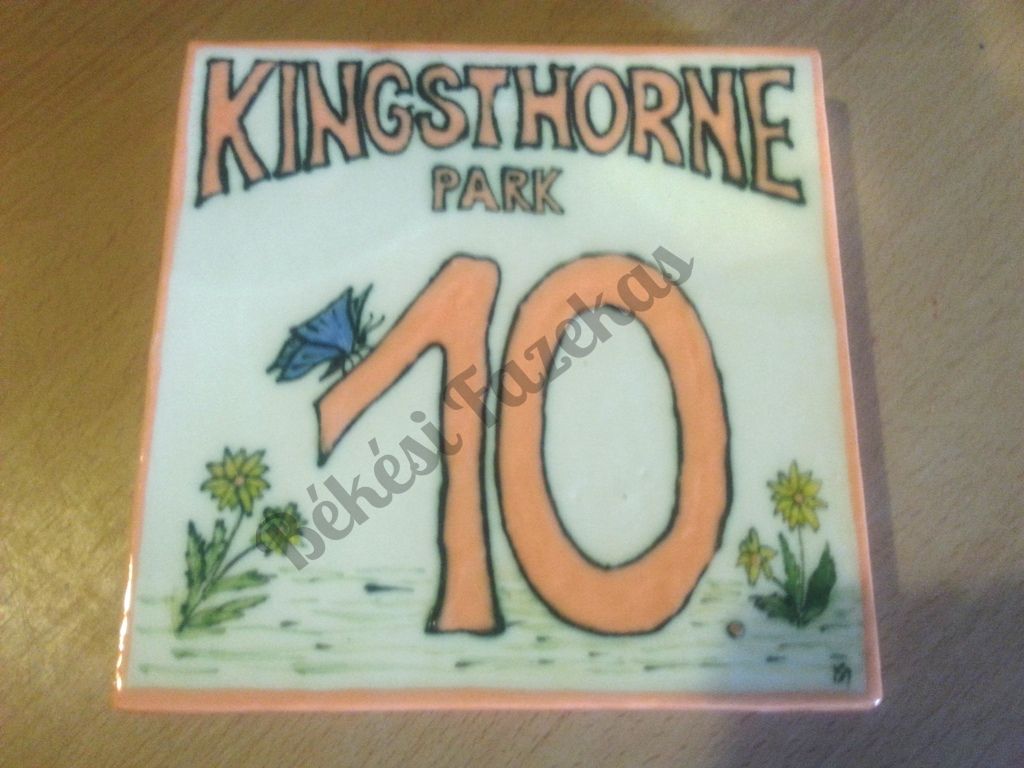 KINGSTHORNE
PARK
10.
Békési Fazekas